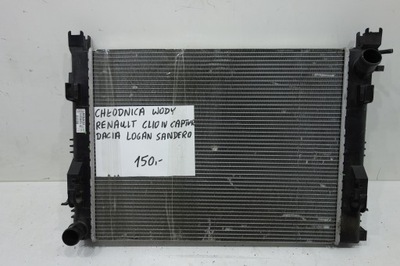 CHŁODNICA WODY
RENAULT CLIO IV CAPTUR
DACIA LOGAN SANDERO
150,-